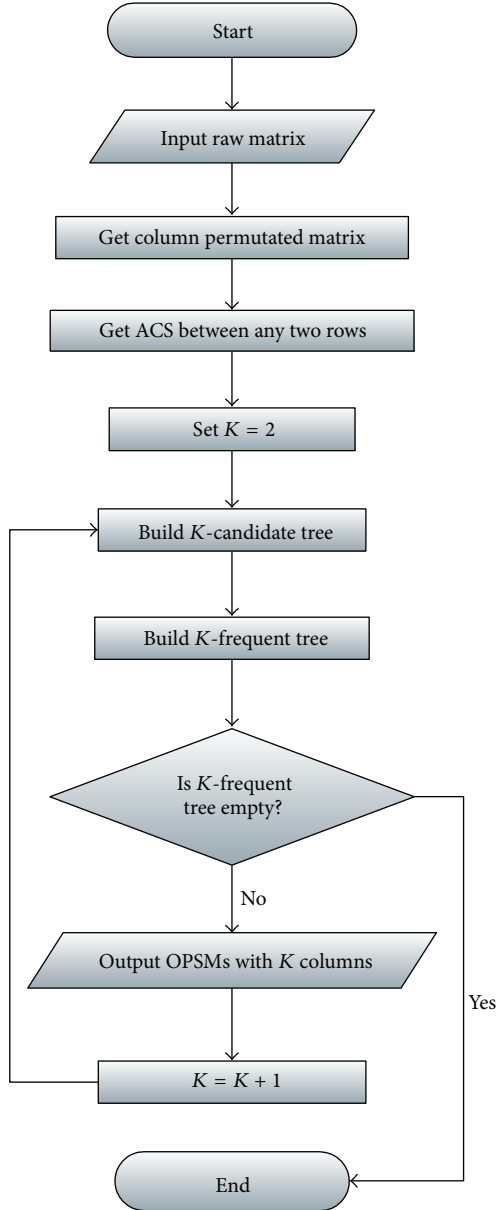 Start
Input raw matrix
Get column permutated matrix
Get ACS between any two rows
Set K = 2
Build K-candidate tree
Build K-frequent tree
Is K-frequent
tree empty?
No
Output OPSMs with K columns
Yes
K = K + 1
End